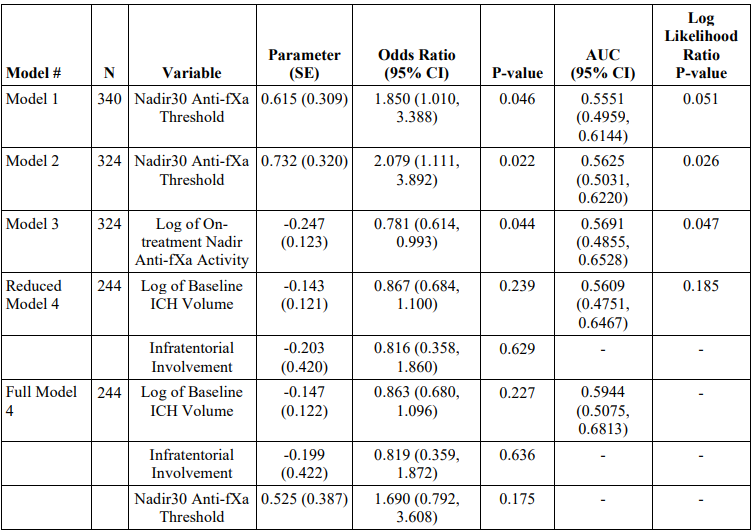 Model # N Variable Parameter (SE) Odds Ratio (95% CI) P-value AUC (95% CI) Log Likelihood Ratio P-value
Model 1 340 Nadir30 Anti-fXa Threshold 0.615 (0.309) 1.850 (1.010, 3.388) 0.046 0.5551 (0.4959, 0.6144) 0.051
Model 2 324 Nadir30 Anti-fXa Threshold 0.732 (0.320) 2.079 (1.111, 3.892) 0.022 0.5625 (0.5031, 0.6220) 0.026
Model 3 324 Log of On-treatment Nadir Anti-fXa Activity -0.247 (0.123) 0.781 (0.614, 0.993) 0.044 0.5691 (0.4855, 0.6528) 0.047
Reduced Model 4 244 Log of Baseline ICH Volume -0.143 (0.121) 0.867 (0.684, 1.100) 0.239 0.5609 (0.4751, 0.6467) 0.185
Infratentorial Involvement -0.203 (0.420) 0.816 (0.358, 1.860) 0.629 - -
Full Model 4 244 Log of Baseline ICH Volume -0.147 (0.122) 0.863 (0.680, 1.096) 0.227 0.5944 (0.5075, 0.6813) -
Infratentorial Involvement -0.199 (0.422) 0.819 (0.359, 1.872) 0.636 - -
Nadir30 Anti-fXa Threshold 0.525 (0.387) 1.690 (0.792, 3.608) 0.175 - -